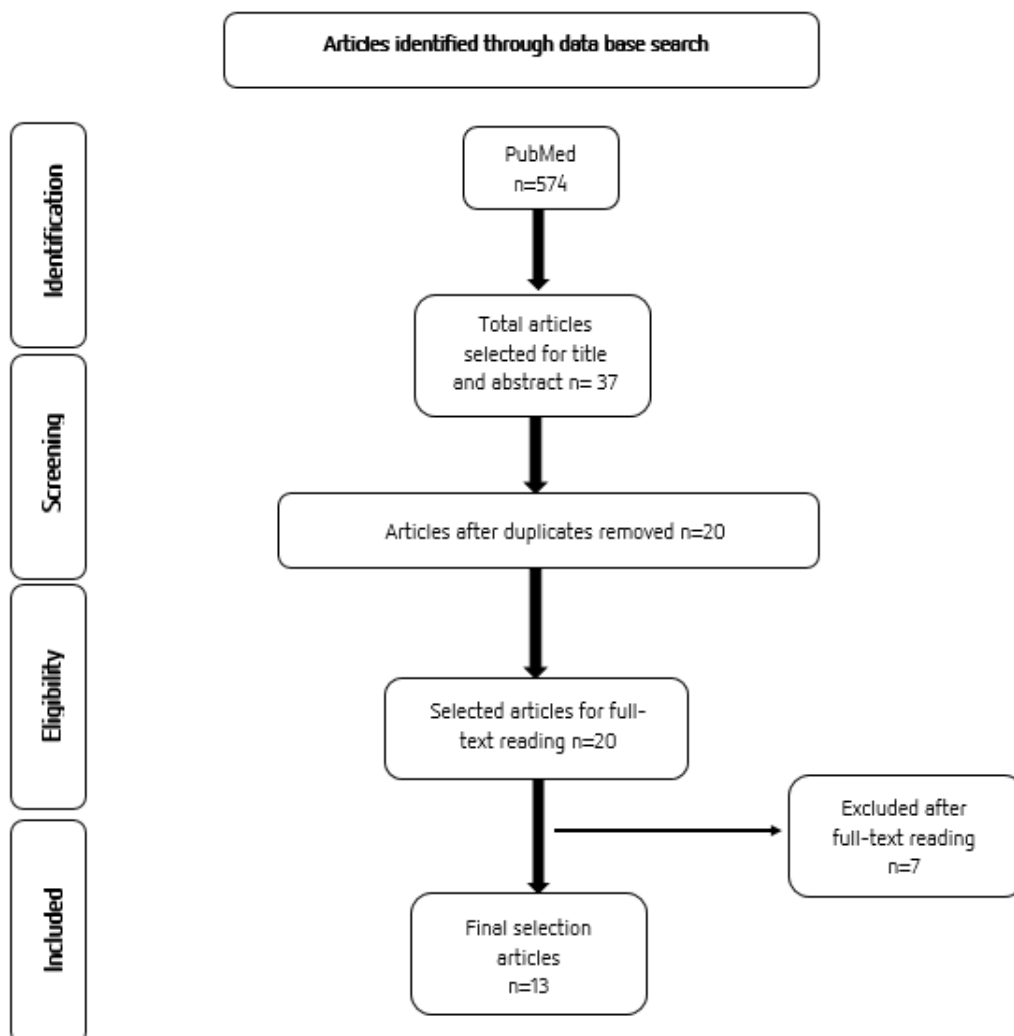 Articles identified through data base search
Identification
PubMed
n=574
Total articles
selected for title
and abstract n= 37
Screening
Articles after duplicates removed n=20
Eligibility
Selected articles for full-
text reading n=20
Excluded after
full-text reading
n=7
Included
Final selection
articles
n=13